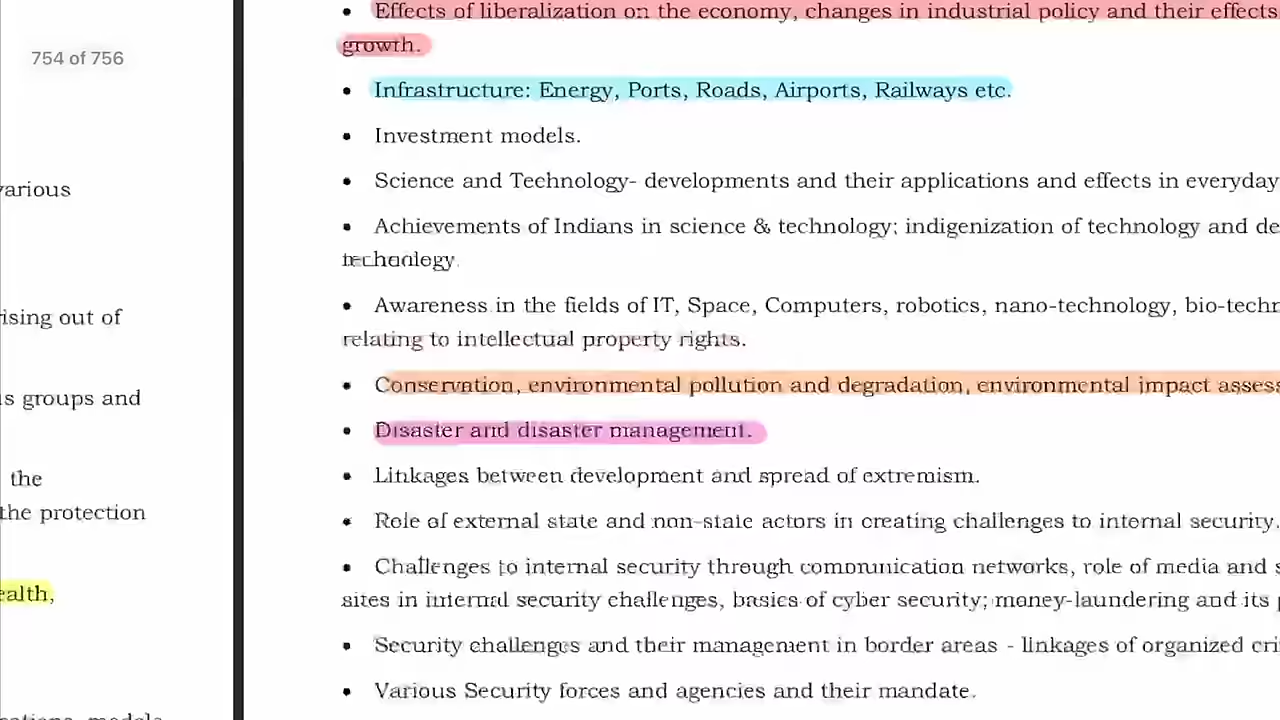 754 of 756
various
rising out of
groups and
the
the protection
ealth,
models
• Effects of liberalization on the economy, changes in industrial policy and their effects
growth.
• Infrastructure: Energy, Ports, Roads, Airports, Railways etc.
• Investment models.
• Science and Technology- developments and their applications and effects in everyday
• Achievements of Indians in science & technology; indigenization of technology and de
technology.
• Awareness in the fields of IT, Space, Computers, robotics, nano-technology, bio-techn
relating to intellectual property rights.
• Conservation, environmental pollution and degradation, environmental impact assess
• Disaster and disaster management.
• Linkages between development and spread of extremism.
• Role of external state and non-state actors in creating challenges to internal security.
• Challenges to internal security through communication networks, role of media and s
sites in internal security challenges, basics of cyber security; money-laundering and its p
• Security challenges and their management in border areas - linkages of organized cri
• Various Security forces and agencies and their mandate.